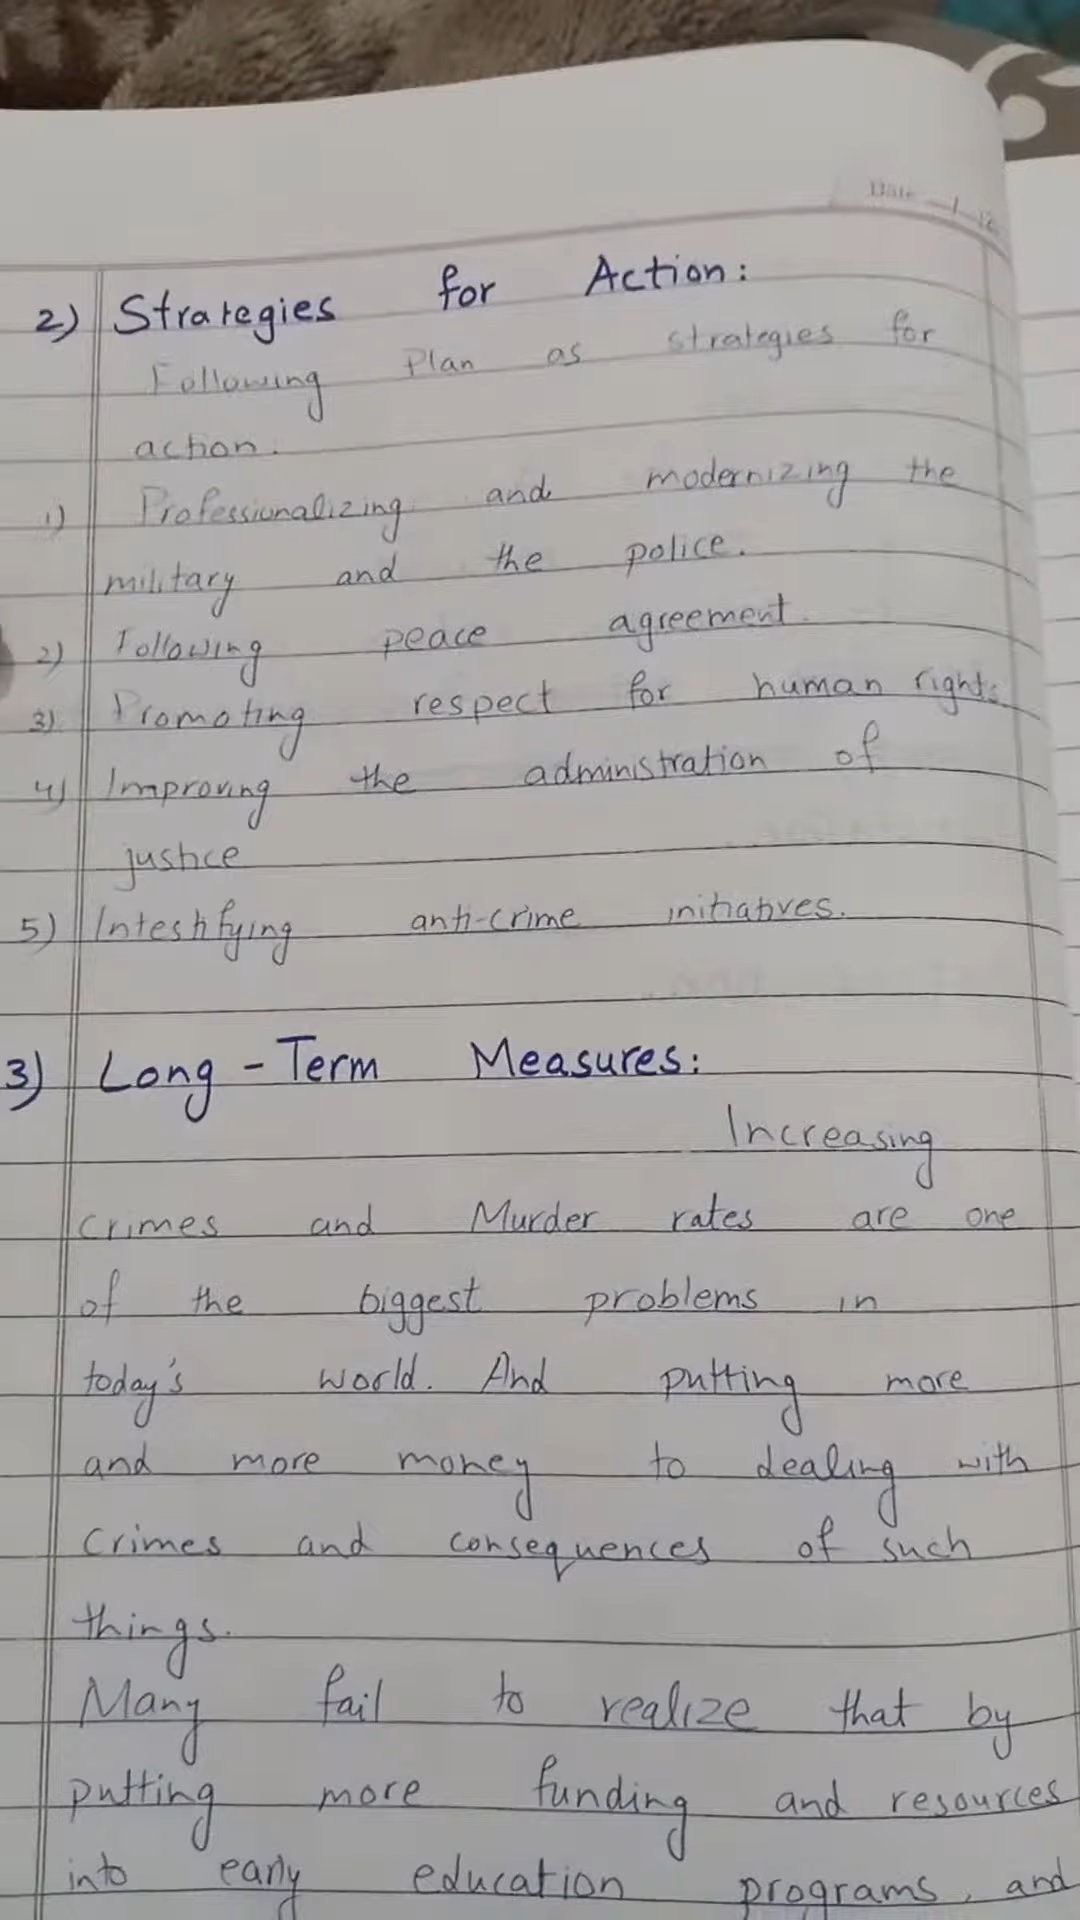 Date
2) Strategies for Action:
Following Plan as strategies for
action.
1) Professionalizing and modernizing the
military and the police.
2) Following peace agreement.
3) Promoting respect for human rights
4) Improving the administration of
justice
5) Intestifying anti-crime initiatives.
3) Long-Term Measures:
Increasing
crimes and Murder rates are one
of the biggest problems in
today's world. And putting more
and more money to dealing with
crimes and consequences of such
things.
Many fail to realize that by
putting more funding and resources
into early education programs, and